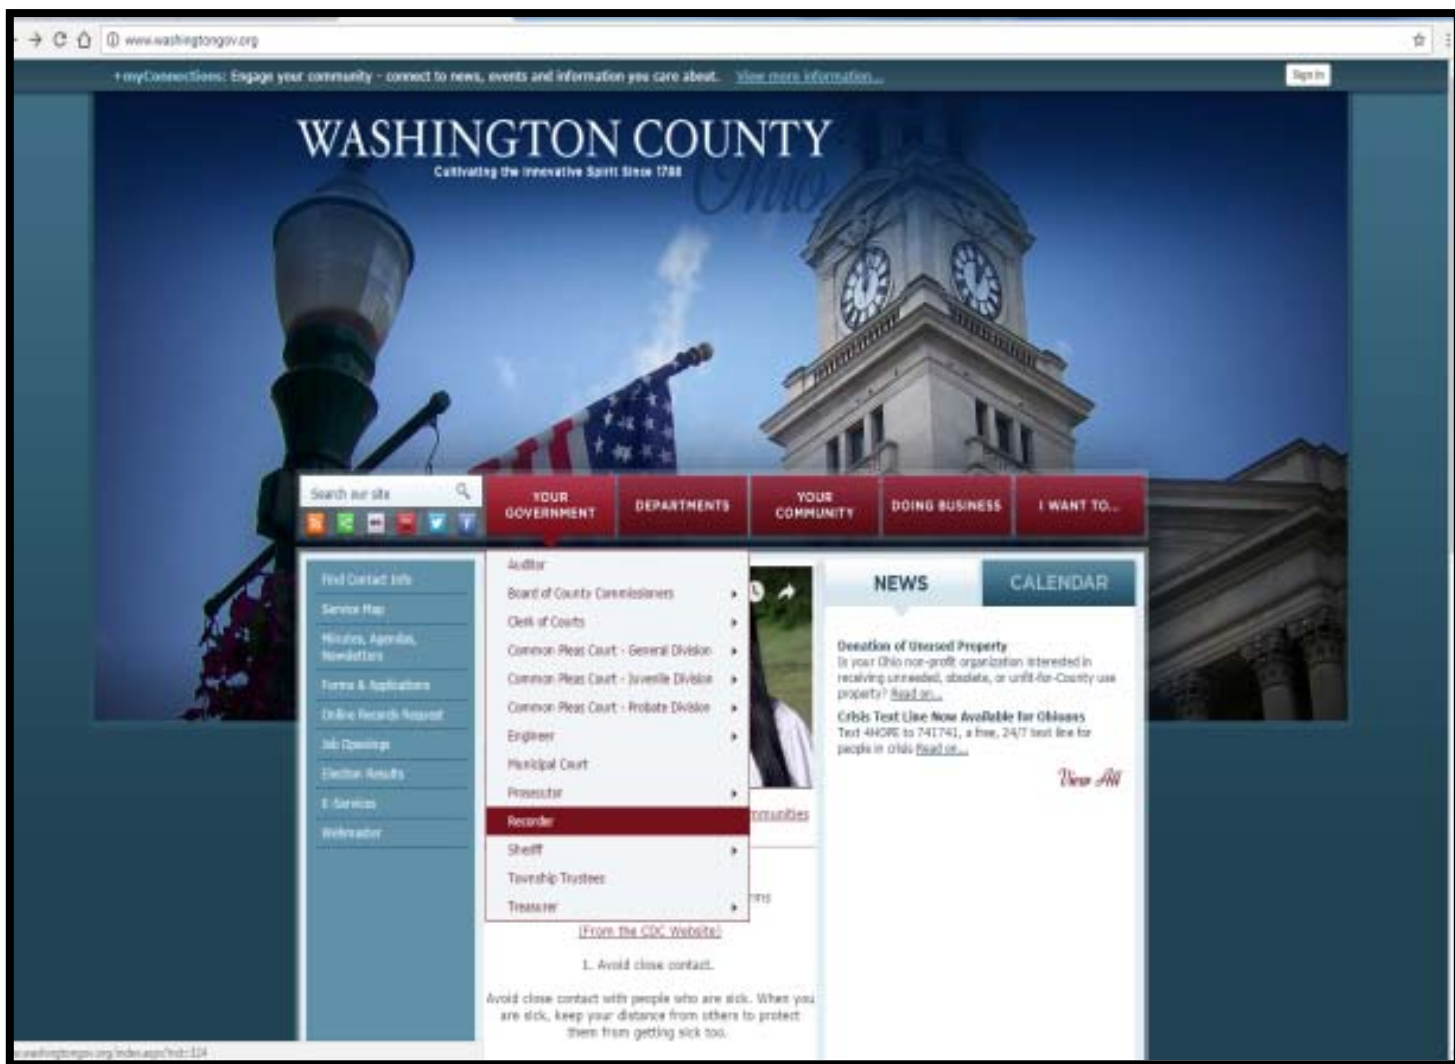 www.washingtongov.org
+myConnections: Engage your community - connect to news, events and information you care about. View more information...
Sign In
WASHINGTON COUNTY
Cultivating the Innovative Spirit Since 1788
Ohio
Search our site
YOUR GOVERNMENT
DEPARTMENTS
YOUR COMMUNITY
DOING BUSINESS
I WANT TO...
Find Contact Info
Service Map
Minutes, Agendas,
Newsletters
Forms & Applications
Online Records Request
Job Openings
Election Results
E-Services
Webmaster
Auditor
Board of County Commissioners
Clerk of Courts
Common Pleas Court - General Division
Common Pleas Court - Juvenile Division
Common Pleas Court - Probate Division
Engineer
Municipal Court
Prosecutor
Recorder
Sheriff
Township Trustees
Treasurer
mmunities
rms
(From the CDC Website)
1. Avoid close contact.
Avoid close contact with people who are sick. When you
are sick, keep your distance from others to protect
them from getting sick too.
NEWS
CALENDAR
Donation of Unused Property
Is your Ohio non-profit organization interested in
receiving unneeded, obsolete, or unfit-for-County use
property? Read on...
Crisis Text Line Now Available for Ohioans
Text 4HOPE to 741741, a free, 24/7 text line for
people in crisis Read on...
View All